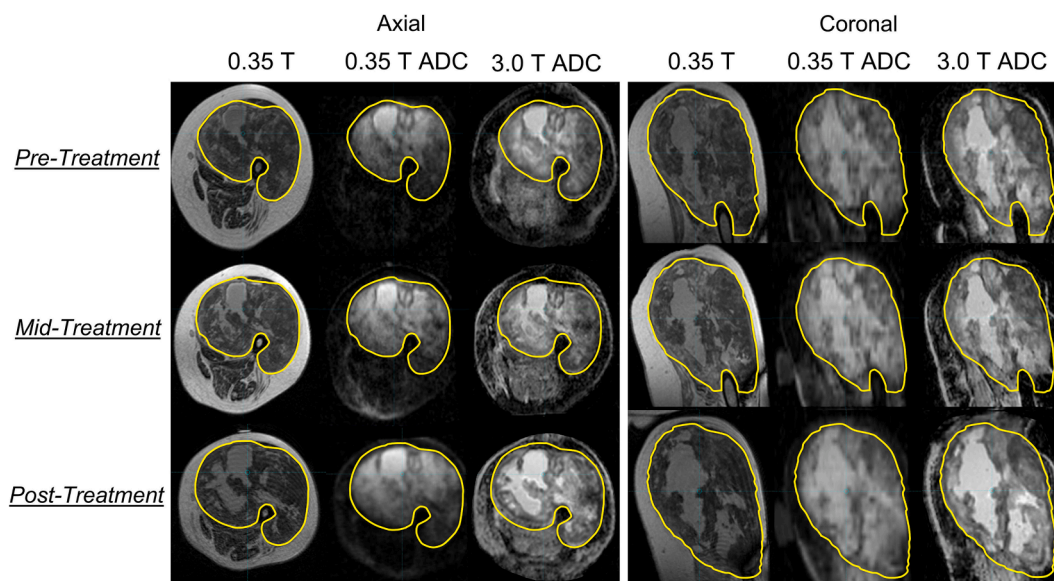 Axial
Coronal
0.35 T
0.35 T ADC
3.0 T ADC
0.35 T
0.35 T ADC
3.0 T ADC
Pre-Treatment
Mid-Treatment
Post-Treatment